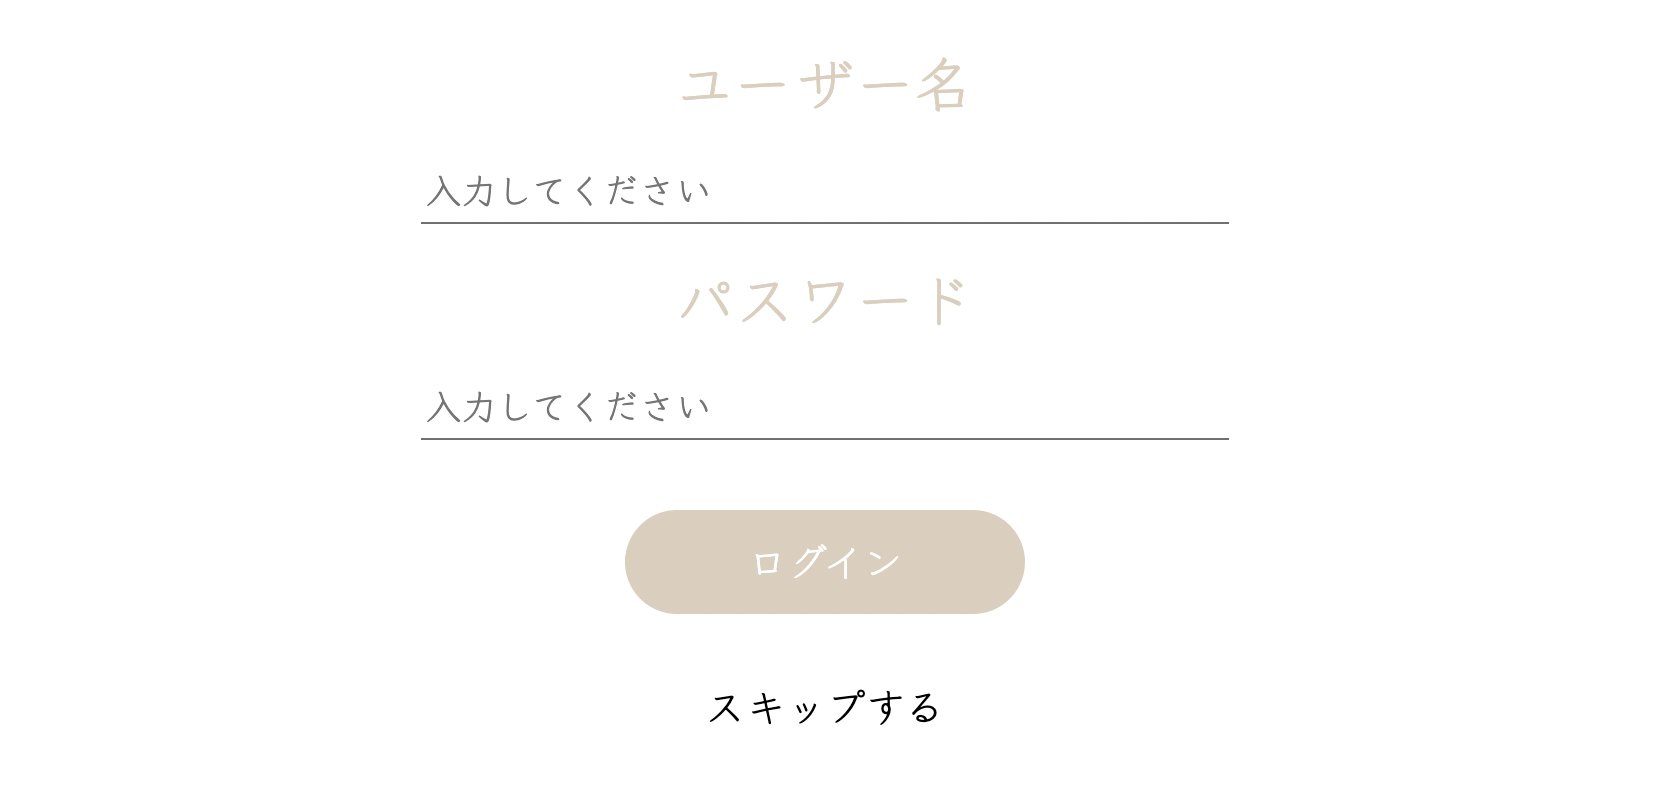 ユーザー名
入力してください
パスワード
入力してください
ログイン
スキップする